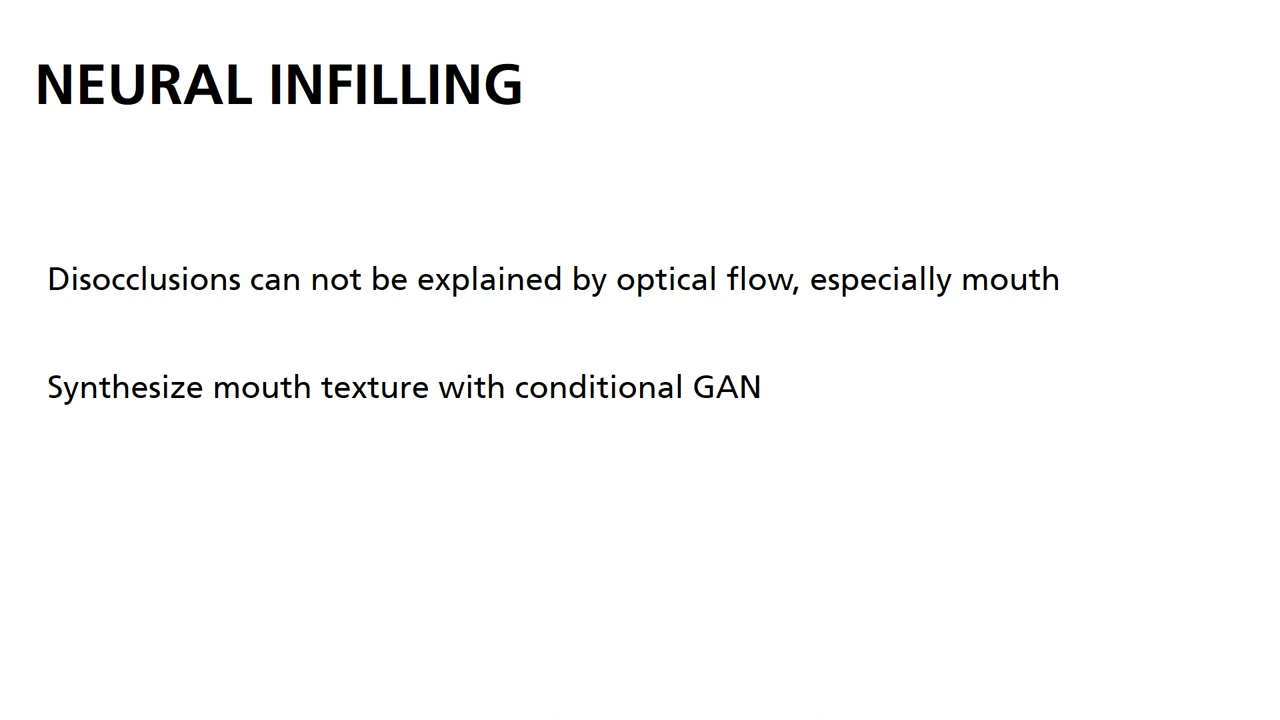 NEURAL INFILLING
Disocclusions can not be explained by optical flow, especially mouth
Synthesize mouth texture with conditional GAN